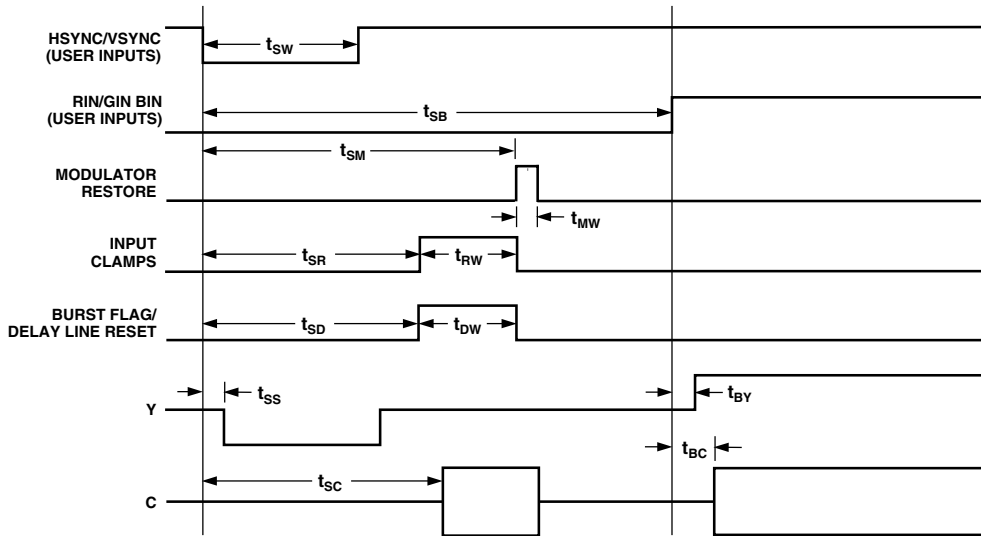 HSYNC/VSYNC
(USER INPUTS)
tSW
RIN/GIN BIN
(USER INPUTS)
tSB
tSM
MODULATOR
RESTORE
tMW
INPUT
CLAMPS
tSR
tRW
BURST FLAG/
DELAY LINE RESET
tSD
tDW
Y
tSS
tBY
tBC
C
tSC